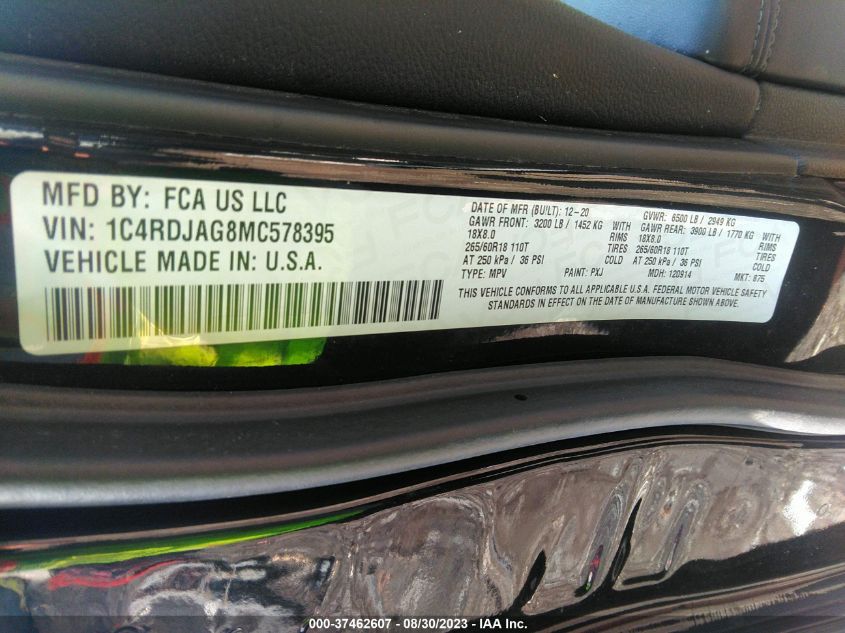 MFD BY: FCA US LLC
VIN: 1C4RDJAG8MC578395
VEHICLE MADE IN: U.S.A.
DATE OF MFR (BUILT): 12-20 GVWR: 6500 LB / 2949 KG
GAWR FRONT: 3200 LB / 1452 KG WITH GAWR REAR: 3900 LB / 1770 KG WITH
18X8.0 RIMS 18X8.0 RIMS
265/60R18 110T TIRES 265/60R18 110T TIRES
AT 250 kPa / 36 PSI COLD AT 250 kPa / 36 PSI COLD
TYPE: MPV PAINT: PXJ MDH: 120914 MKT: 875
THIS VEHICLE CONFORMS TO ALL APPLICABLE U.S.A. FEDERAL MOTOR VEHICLE SAFETY
STANDARDS IN EFFECT ON THE DATE OF MANUFACTURE SHOWN ABOVE.
000-37462607 - 08/30/2023 - IAA Inc.